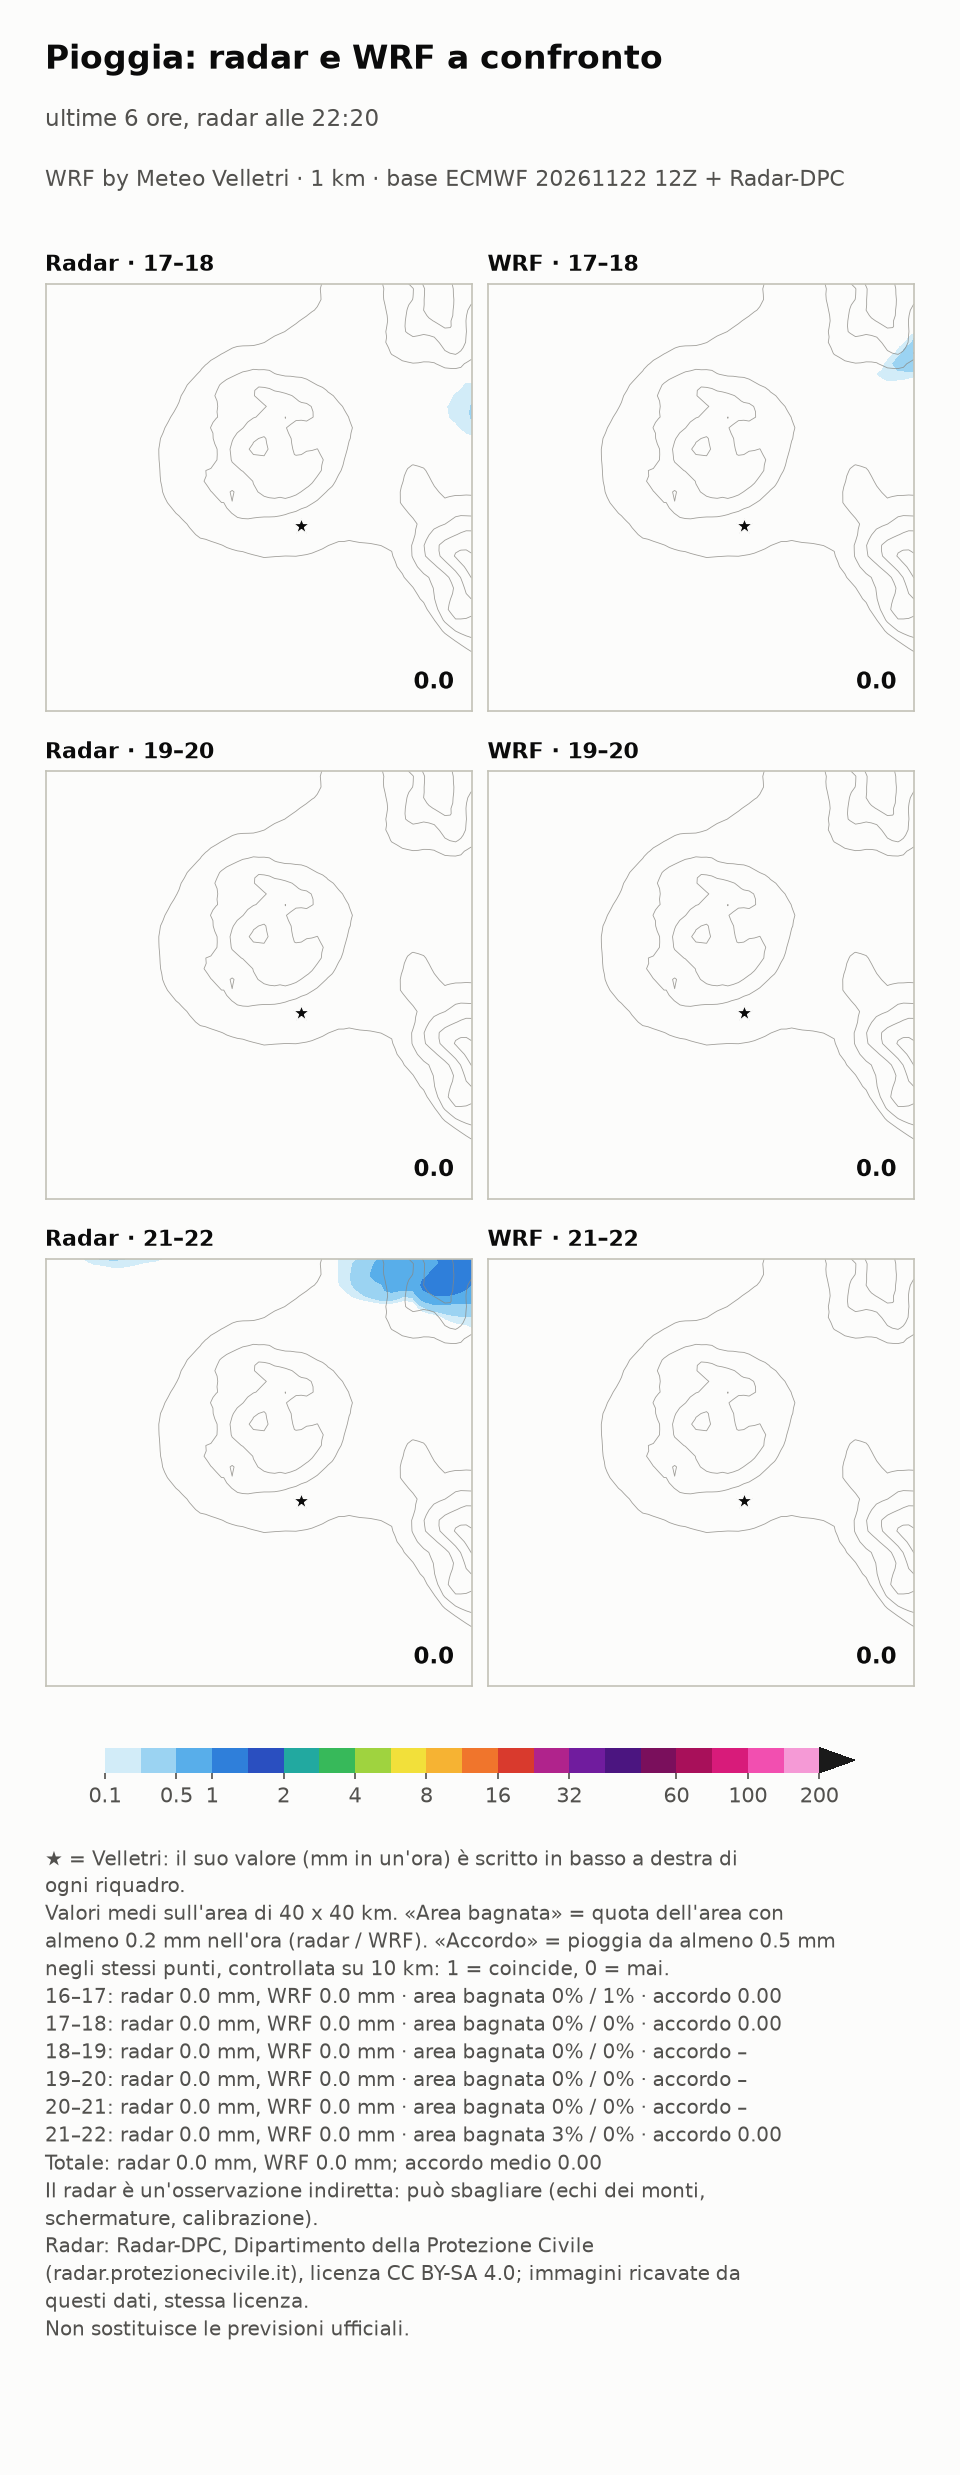 Pioggia: radar e WRF a confronto
ultime 6 ore, radar alle 22:20
WRF by Meteo Velletri · 1 km · base ECMWF 20261122 12Z + Radar-DPC
Radar · 17–18
WRF · 17–18
0.0
0.0
Radar · 19–20
WRF · 19–20
0.0
0.0
Radar · 21–22
WRF · 21–22
0.0
0.0
0.1 0.5 1 2 4 8 16 32 60 100 200
★ = Velletri: il suo valore (mm in un'ora) è scritto in basso a destra di
ogni riquadro.
Valori medi sull'area di 40 x 40 km. «Area bagnata» = quota dell'area con
almeno 0.2 mm nell'ora (radar / WRF). «Accordo» = pioggia da almeno 0.5 mm
negli stessi punti, controllata su 10 km: 1 = coincide, 0 = mai.
16–17: radar 0.0 mm, WRF 0.0 mm · area bagnata 0% / 1% · accordo 0.00
17–18: radar 0.0 mm, WRF 0.0 mm · area bagnata 0% / 0% · accordo 0.00
18–19: radar 0.0 mm, WRF 0.0 mm · area bagnata 0% / 0% · accordo –
19–20: radar 0.0 mm, WRF 0.0 mm · area bagnata 0% / 0% · accordo –
20–21: radar 0.0 mm, WRF 0.0 mm · area bagnata 0% / 0% · accordo –
21–22: radar 0.0 mm, WRF 0.0 mm · area bagnata 3% / 0% · accordo 0.00
Totale: radar 0.0 mm, WRF 0.0 mm; accordo medio 0.00
Il radar è un'osservazione indiretta: può sbagliare (echi dei monti,
schermature, calibrazione).
Radar: Radar-DPC, Dipartimento della Protezione Civile
(radar.protezionecivile.it), licenza CC BY-SA 4.0; immagini ricavate da
questi dati, stessa licenza.
Non sostituisce le previsioni ufficiali.